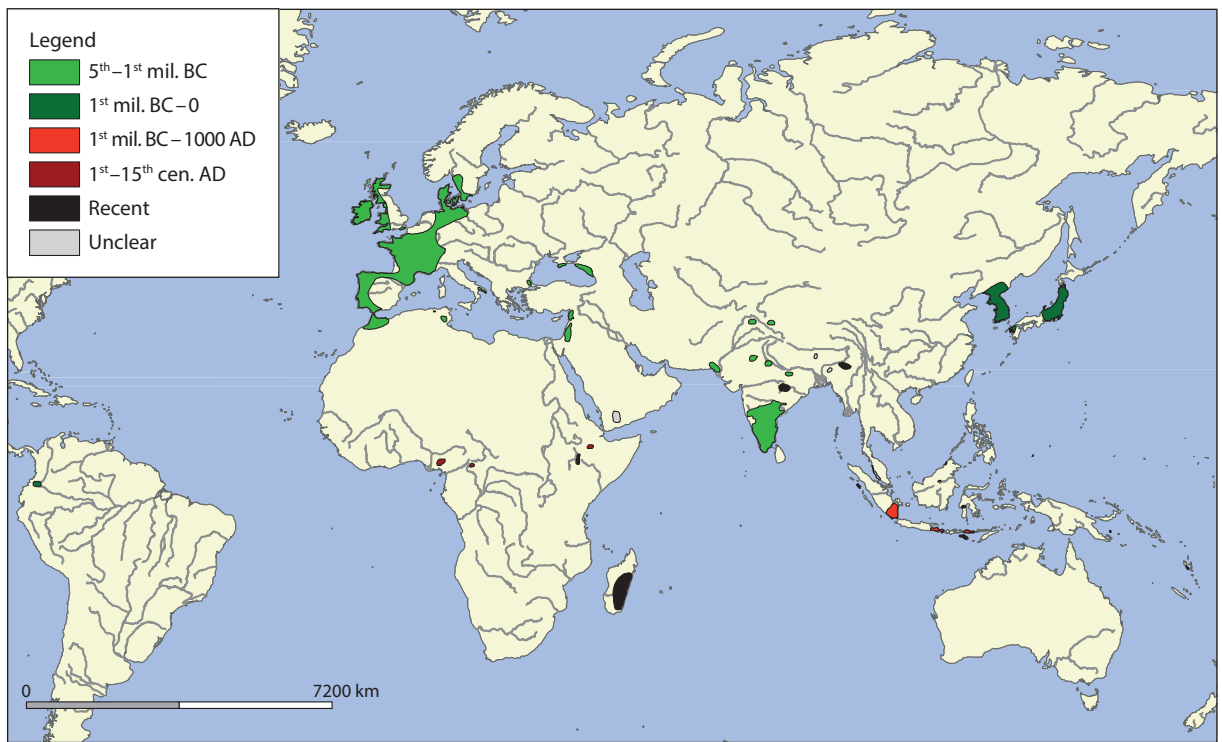 Legend
5th–1st mil. BC
1st mil. BC–0
1st mil. BC–1000 AD
1st–15th cen. AD
Recent
Unclear
0 7200 km